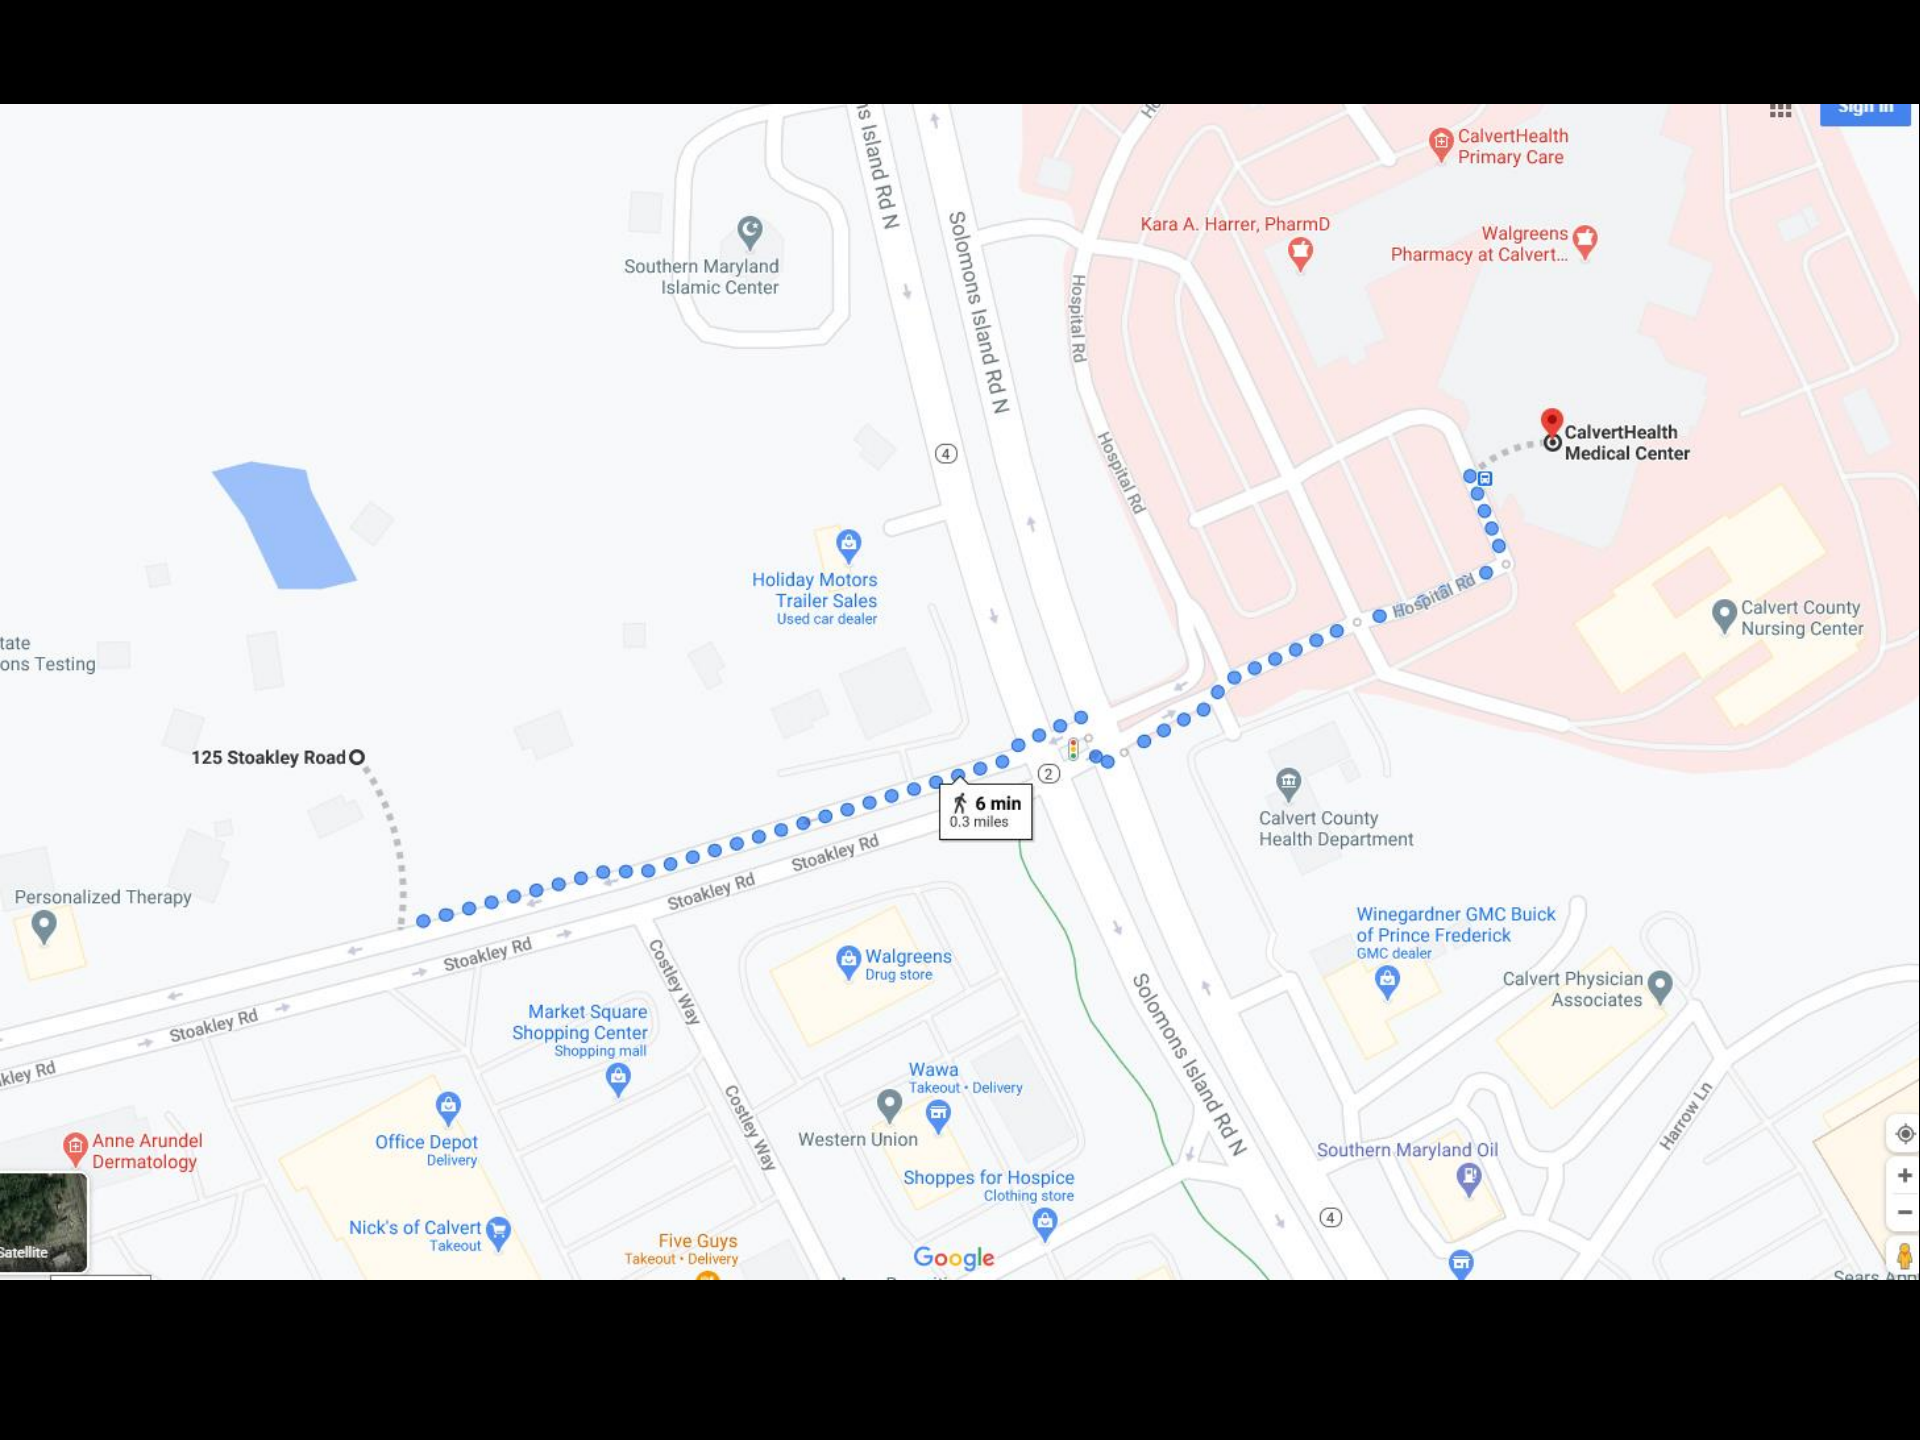 Sign in
CalvertHealth
Primary Care
Kara A. Harrer, PharmD
Walgreens
Pharmacy at Calvert...
Solomons Island Rd N
Island Rd N
Hospital Rd
Southern Maryland
Islamic Center
4
Hospital Rd
CalvertHealth
Medical Center
Holiday Motors
Trailer Sales
Used car dealer
Hospital Rd
Calvert County
Nursing Center
tate
ons Testing
125 Stoakley Road
2
6 min
0.3 miles
Calvert County
Health Department
Stoakley Rd
Stoakley Rd
Stoakley Rd
Stoakley Rd
kley Rd
Personalized Therapy
Walgreens
Drug store
Costley Way
Costley Way
Solomons Island Rd N
Winegardner GMC Buick
of Prince Frederick
GMC dealer
Calvert Physician
Associates
Market Square
Shopping Center
Shopping mall
Wawa
Takeout • Delivery
Western Union
Harrow Ln
Anne Arundel
Dermatology
Office Depot
Delivery
Shoppes for Hospice
Clothing store
Southern Maryland Oil
4
Nick's of Calvert
Takeout
Five Guys
Takeout • Delivery
Google
Satellite
Sears